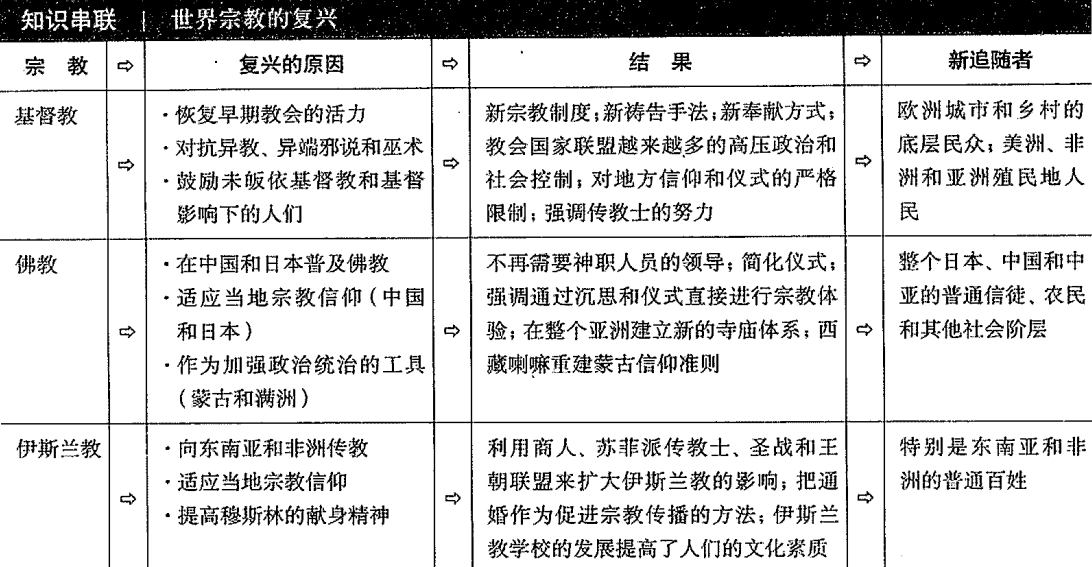 知识串联 | 世界宗教的复兴
宗 教 ⇨ 复兴的原因 ⇨ 结 果 ⇨ 新追随者
基督教
⇨
·恢复早期教会的活力
·对抗异教、异端邪说和巫术
·鼓励未皈依基督教和基督
影响下的人们
⇨
新宗教制度；新祷告手法；新奉献方式；
教会国家联盟越来越多的高压政治和
社会控制；对地方信仰和仪式的严格
限制；强调传教士的努力
⇨
欧洲城市和乡村的
底层民众；美洲、非
洲和亚洲殖民地人
民
佛教
⇨
·在中国和日本普及佛教
·适应当地宗教信仰（中国
和日本）
·作为加强政治统治的工具
（蒙古和满洲）
⇨
不再需要神职人员的领导；简化仪式；
强调通过沉思和仪式直接进行宗教体
验；在整个亚洲建立新的寺庙体系；西
藏喇嘛重建蒙古信仰准则
⇨
整个日本、中国和中
亚的普通信徒、农民
和其他社会阶层
伊斯兰教
⇨
·向东南亚和非洲传教
·适应当地宗教信仰
·提高穆斯林的献身精神
⇨
利用商人、苏菲派传教士、圣战和王
朝联盟来扩大伊斯兰教的影响；把通
婚作为促进宗教传播的方法；伊斯兰
教学校的发展提高了人们的文化素质
⇨
特别是东南亚和非
洲的普通百姓